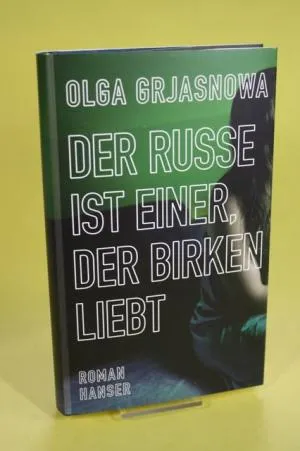 OLGA GRJASNOWA
DER RUSSE
IST EINER,
DER BIRKEN
LIEBT
ROMAN
HANSER